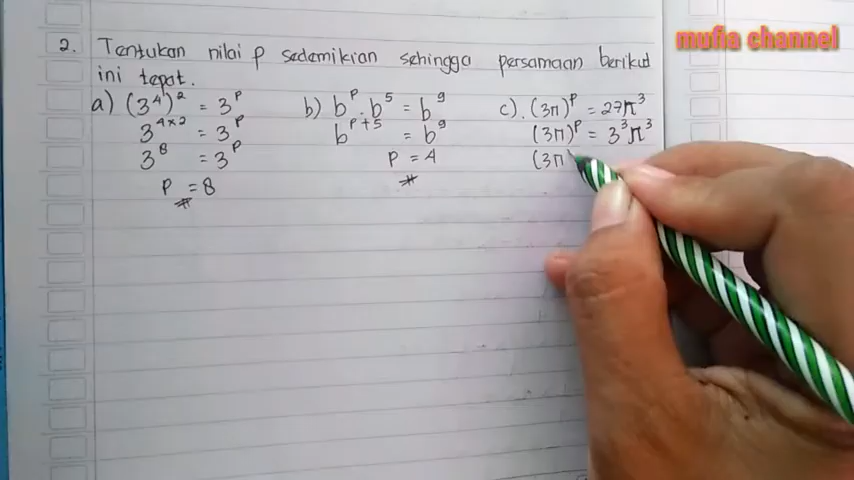 mufia channel
2. Tentukan nilai p sedemikian sehingga persamaan berikut
ini tepat.
a) (3⁴)² = 3ᵖ
3⁴ˣ² = 3ᵖ
3⁸ = 3ᵖ
p = 8
b) bᵖ . b⁵ = b⁹
bᵖ⁺⁵ = b⁹
p = 4
c). (3π)ᵖ = 27π³
(3π)ᵖ = 3³π³
(3π)